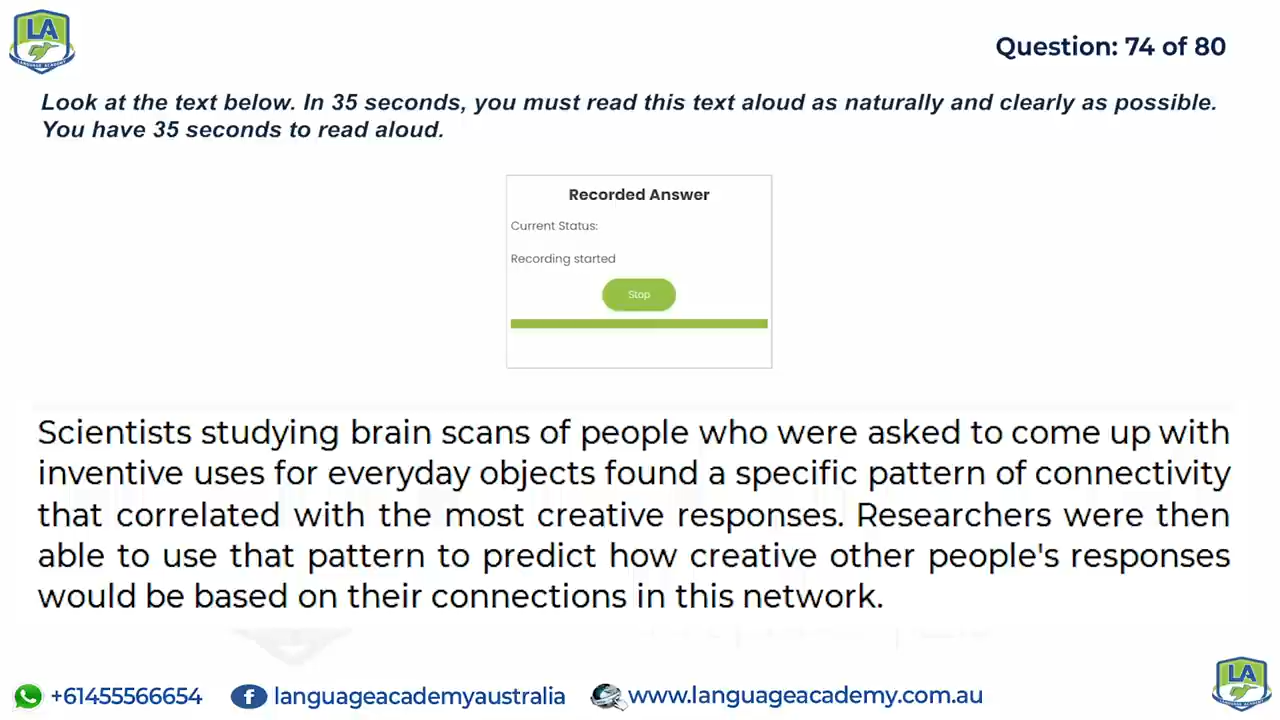 LA
LANGUAGE ACADEMY
Question: 74 of 80
Look at the text below. In 35 seconds, you must read this text aloud as naturally and clearly as possible.
You have 35 seconds to read aloud.
Recorded Answer
Current Status:
Recording started
Stop
Scientists studying brain scans of people who were asked to come up with
inventive uses for everyday objects found a specific pattern of connectivity
that correlated with the most creative responses. Researchers were then
able to use that pattern to predict how creative other people's responses
would be based on their connections in this network.
+61455566654
languageacademyaustralia
www.languageacademy.com.au
LA
LANGUAGE ACADEMY